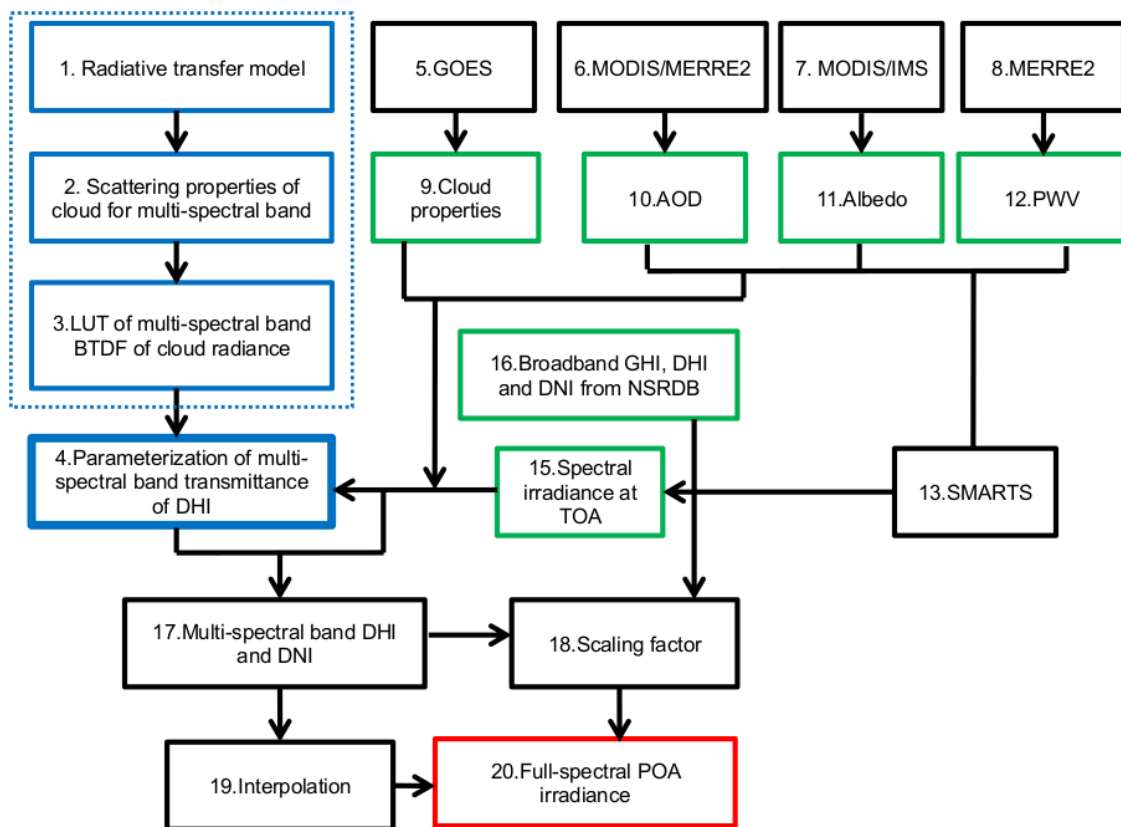 1. Radiative transfer model
5.GOES
6.MODIS/MERRE2
7. MODIS/IMS
8.MERRE2
2. Scattering properties of
cloud for multi-spectral band
9.Cloud
properties
10.AOD
11.Albedo
12.PWV
3.LUT of multi-spectral band
BTDF of cloud radiance
16.Broadband GHI, DHI
and DNI from NSRDB
4.Parameterization of multi-
spectral band transmittance
of DHI
15.Spectral
irradiance at
TOA
13.SMARTS
17.Multi-spectral band DHI
and DNI
18.Scaling factor
19.Interpolation
20.Full-spectral POA
irradiance